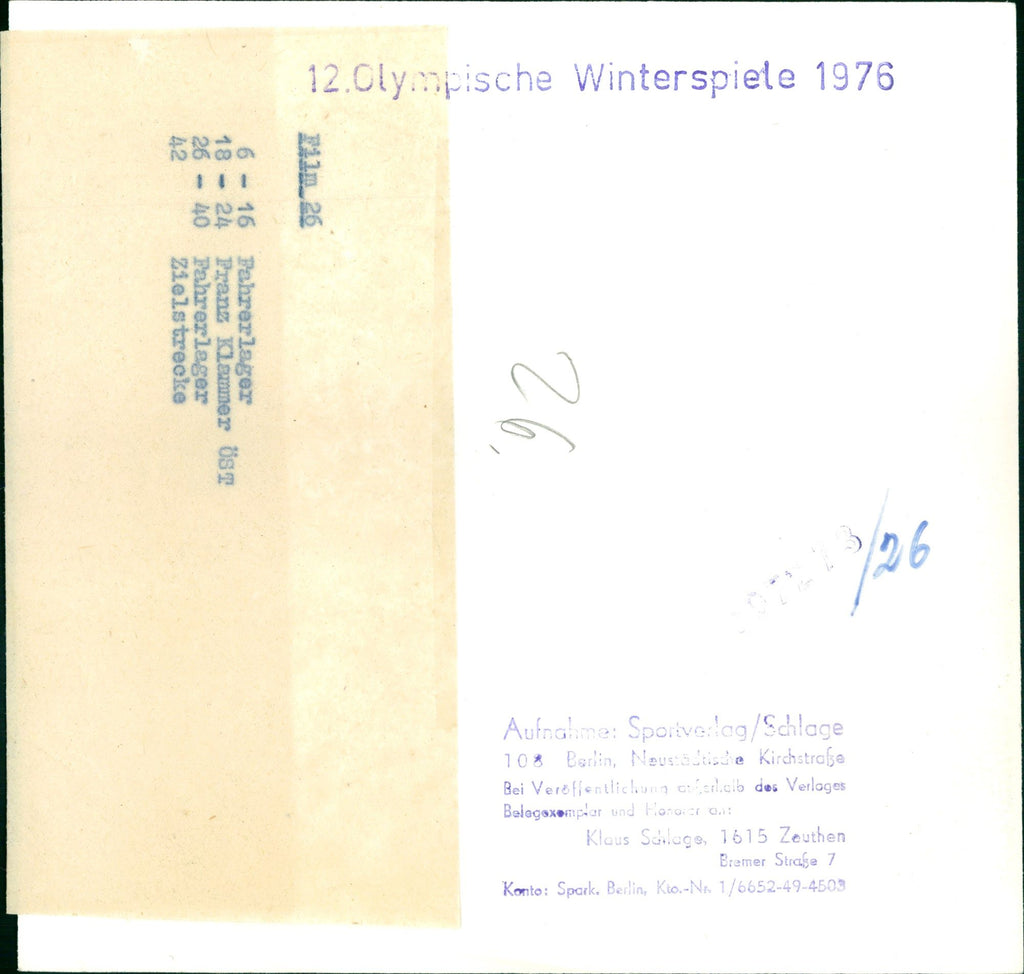 12.Olympische Winterspiele 1976
Film 26
6 - 16 Fahrerlager
18 - 24 Franz Klammer ÖST
26 - 40 Fahrerlager
42 Zielstrecke
/26
Aufnahme: Sportverlag/Schlage
108 Berlin, Neustädtische Kirchstraße
Bei Veröffentlichung außerhalb des Verlages
Belegexemplar und Honorar an:
Klaus Schlage, 1615 Zeuthen
Bremer Straße 7
Konto: Spark. Berlin, Kto.-Nr. 1/6652-49-4503